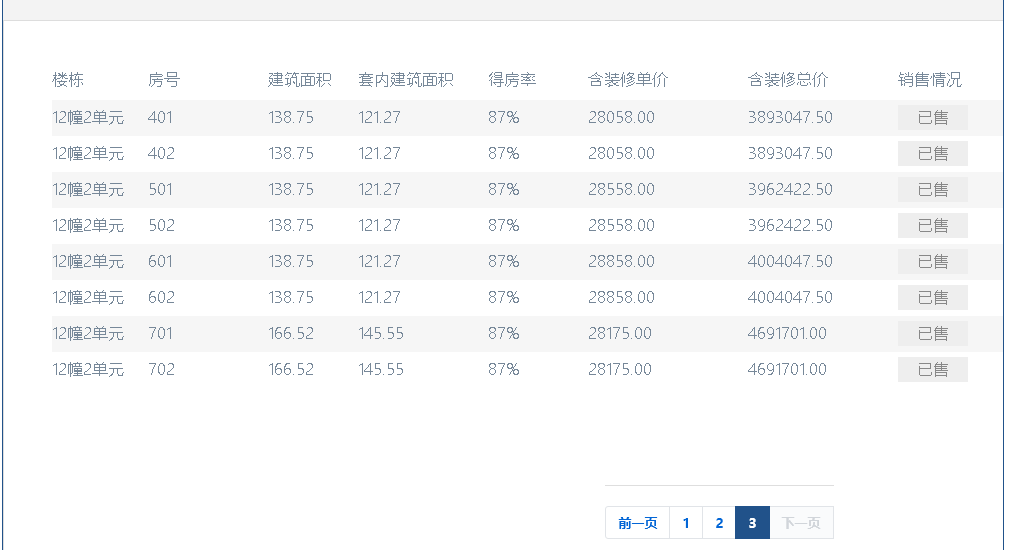 楼栋 房号 建筑面积 套内建筑面积 得房率 含装修单价 含装修总价 销售情况
12幢2单元 401 138.75 121.27 87% 28058.00 3893047.50 已售
12幢2单元 402 138.75 121.27 87% 28058.00 3893047.50 已售
12幢2单元 501 138.75 121.27 87% 28558.00 3962422.50 已售
12幢2单元 502 138.75 121.27 87% 28558.00 3962422.50 已售
12幢2单元 601 138.75 121.27 87% 28858.00 4004047.50 已售
12幢2单元 602 138.75 121.27 87% 28858.00 4004047.50 已售
12幢2单元 701 166.52 145.55 87% 28175.00 4691701.00 已售
12幢2单元 702 166.52 145.55 87% 28175.00 4691701.00 已售
前一页 1 2 3 下一页